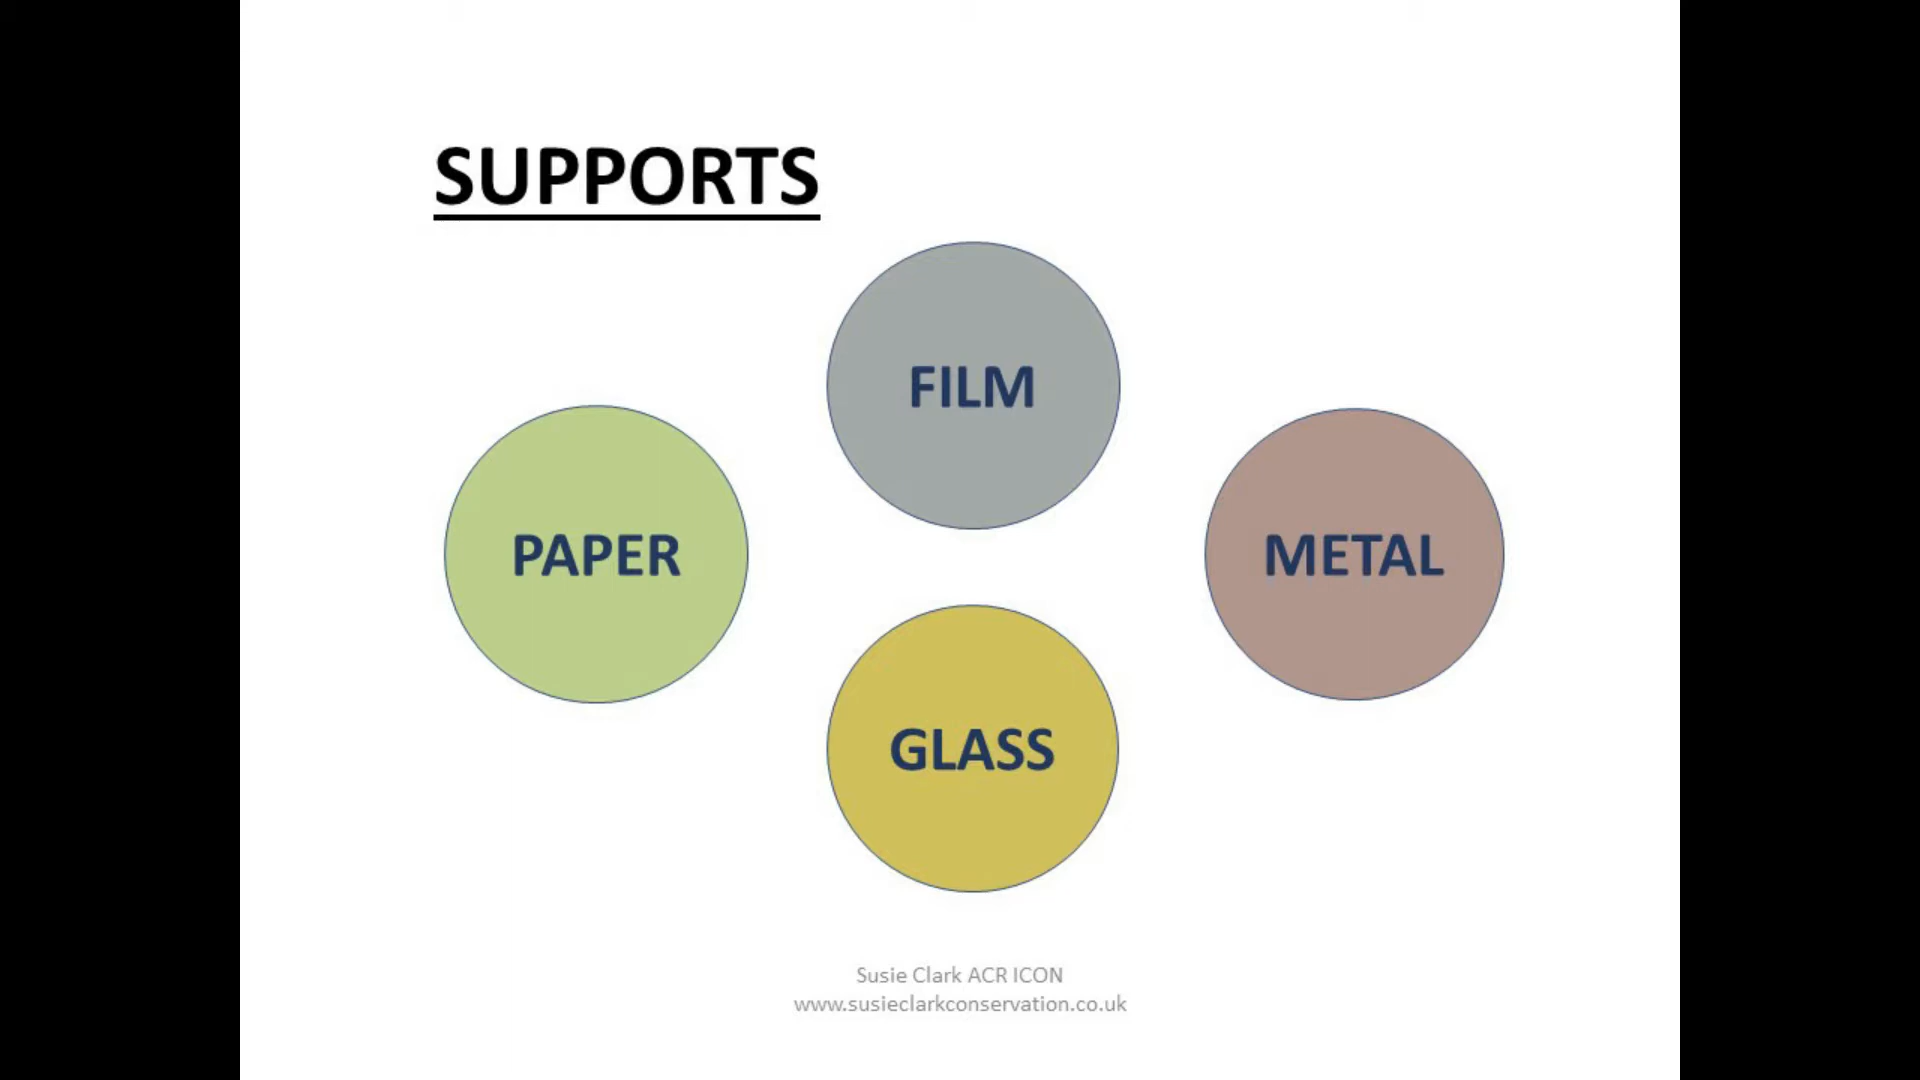 SUPPORTS
FILM
PAPER
METAL
GLASS
Susie Clark ACR ICON
www.susieclarkconservation.co.uk